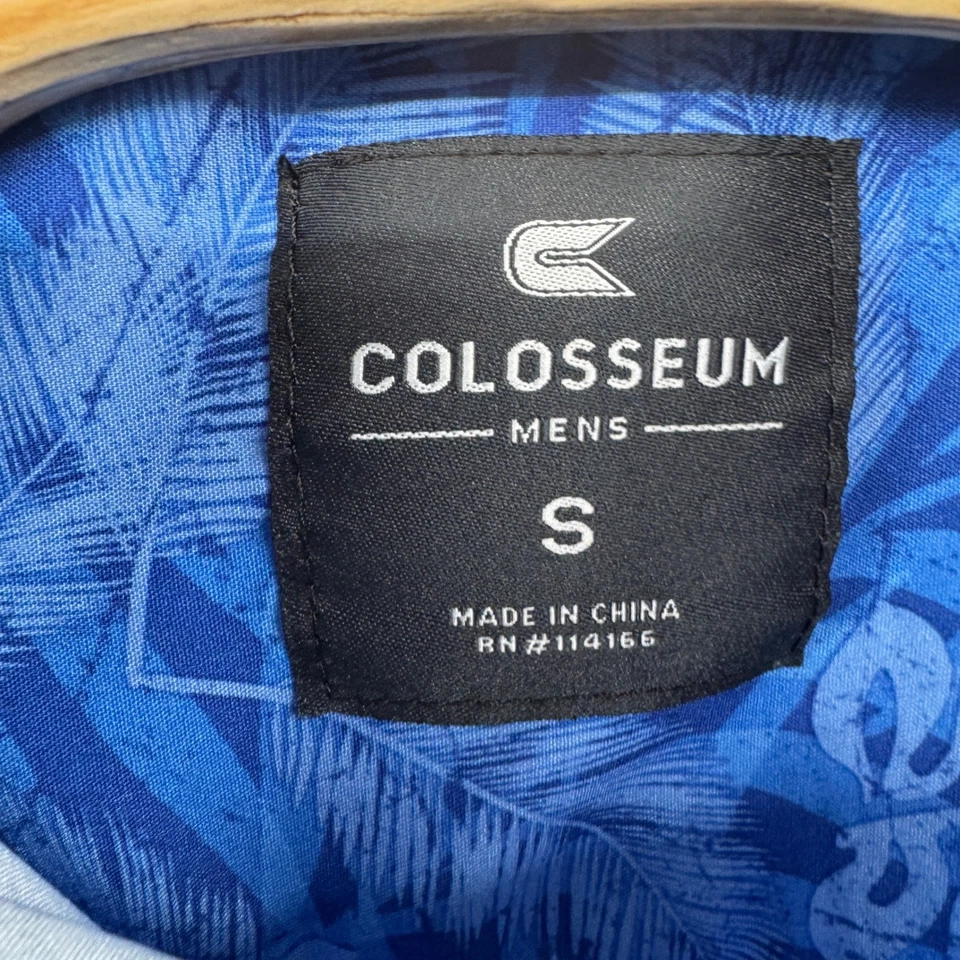 COLOSSEUM
MENS
S
MADE IN CHINA
RN#114166